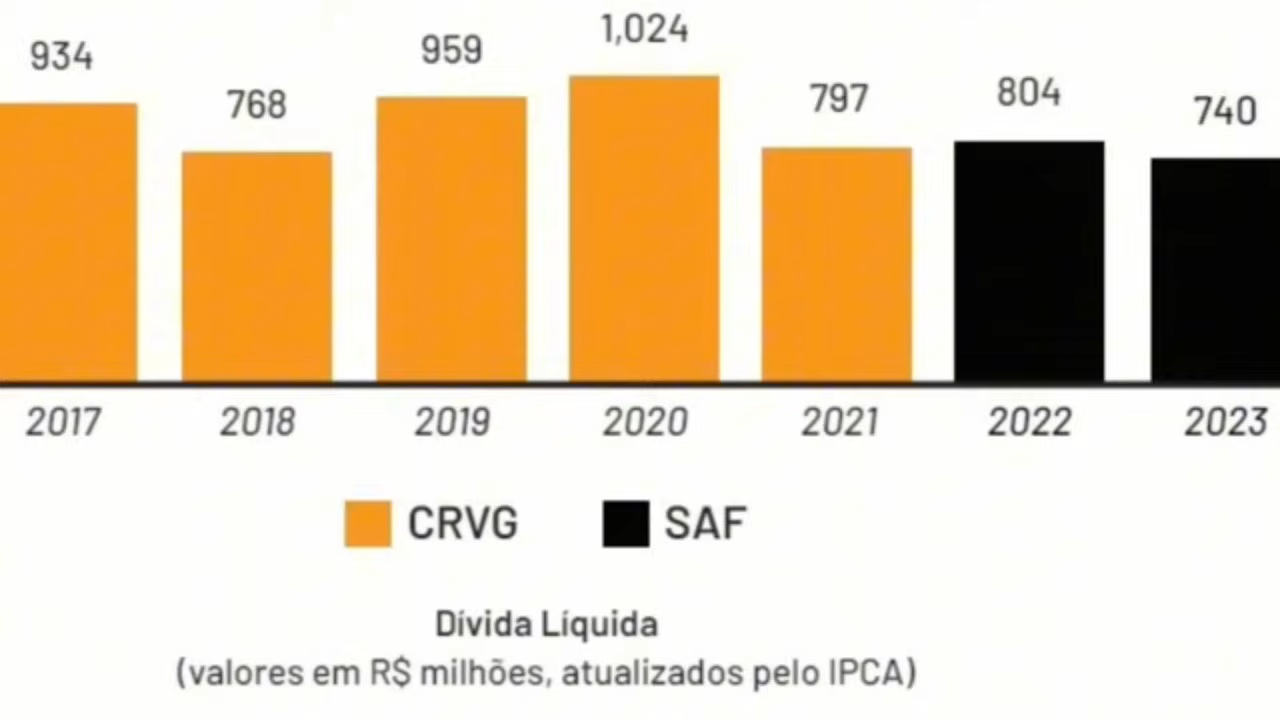 934 768 959 1,024 797 804 740
2017 2018 2019 2020 2021 2022 2023
CRVG SAF
Dívida Líquida
(valores em R$ milhões, atualizados pelo IPCA)